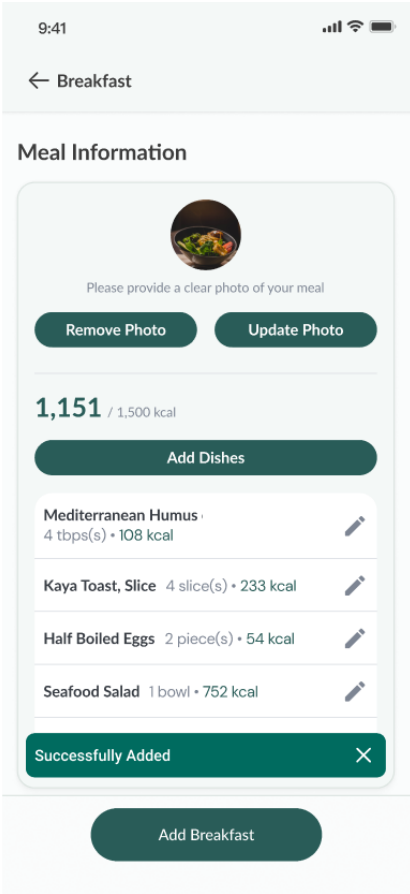 9:41
Breakfast
Meal Information
Please provide a clear photo of your meal
Remove Photo
Update Photo
1,151 / 1,500 kcal
Add Dishes
Mediterranean Humus
4 tbps(s) • 108 kcal
Kaya Toast, Slice 4 slice(s) • 233 kcal
Half Boiled Eggs 2 piece(s) • 54 kcal
Seafood Salad 1 bowl • 752 kcal
Successfully Added
Add Breakfast